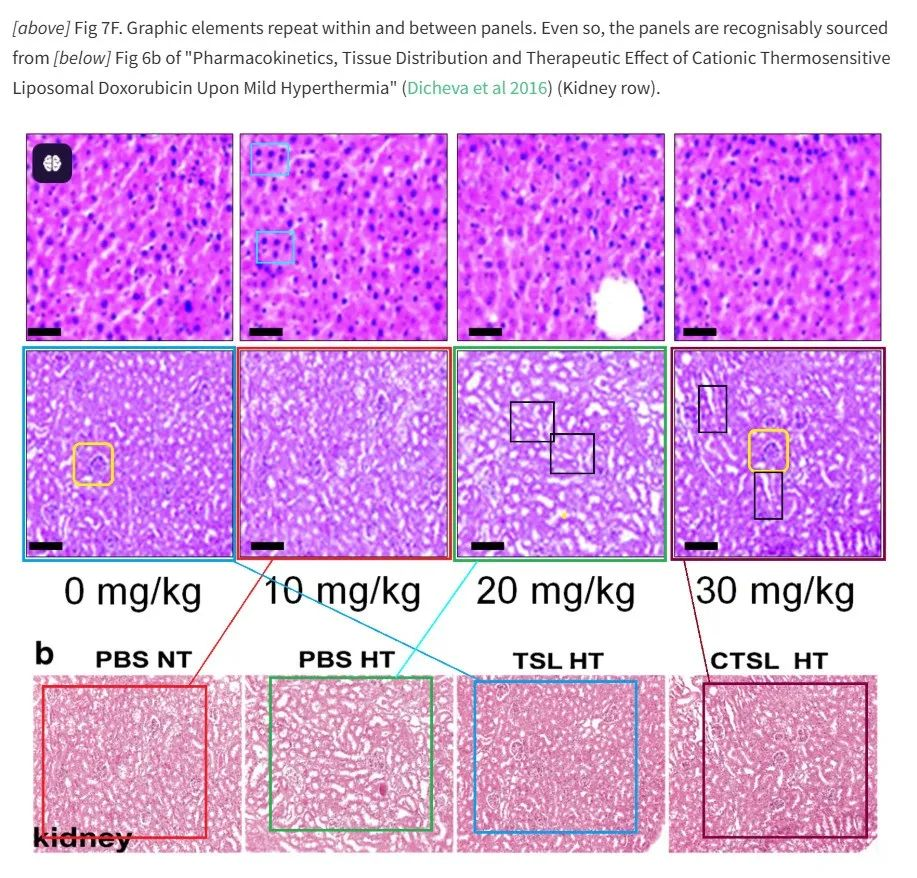 [above] Fig 7F. Graphic elements repeat within and between panels. Even so, the panels are recognisably sourced
from [below] Fig 6b of "Pharmacokinetics, Tissue Distribution and Therapeutic Effect of Cationic Thermosensitive
Liposomal Doxorubicin Upon Mild Hyperthermia" (Dicheva et al 2016) (Kidney row).
0 mg/kg 10 mg/kg 20 mg/kg 30 mg/kg
b PBS NT PBS HT TSL HT CTSL HT
kidney